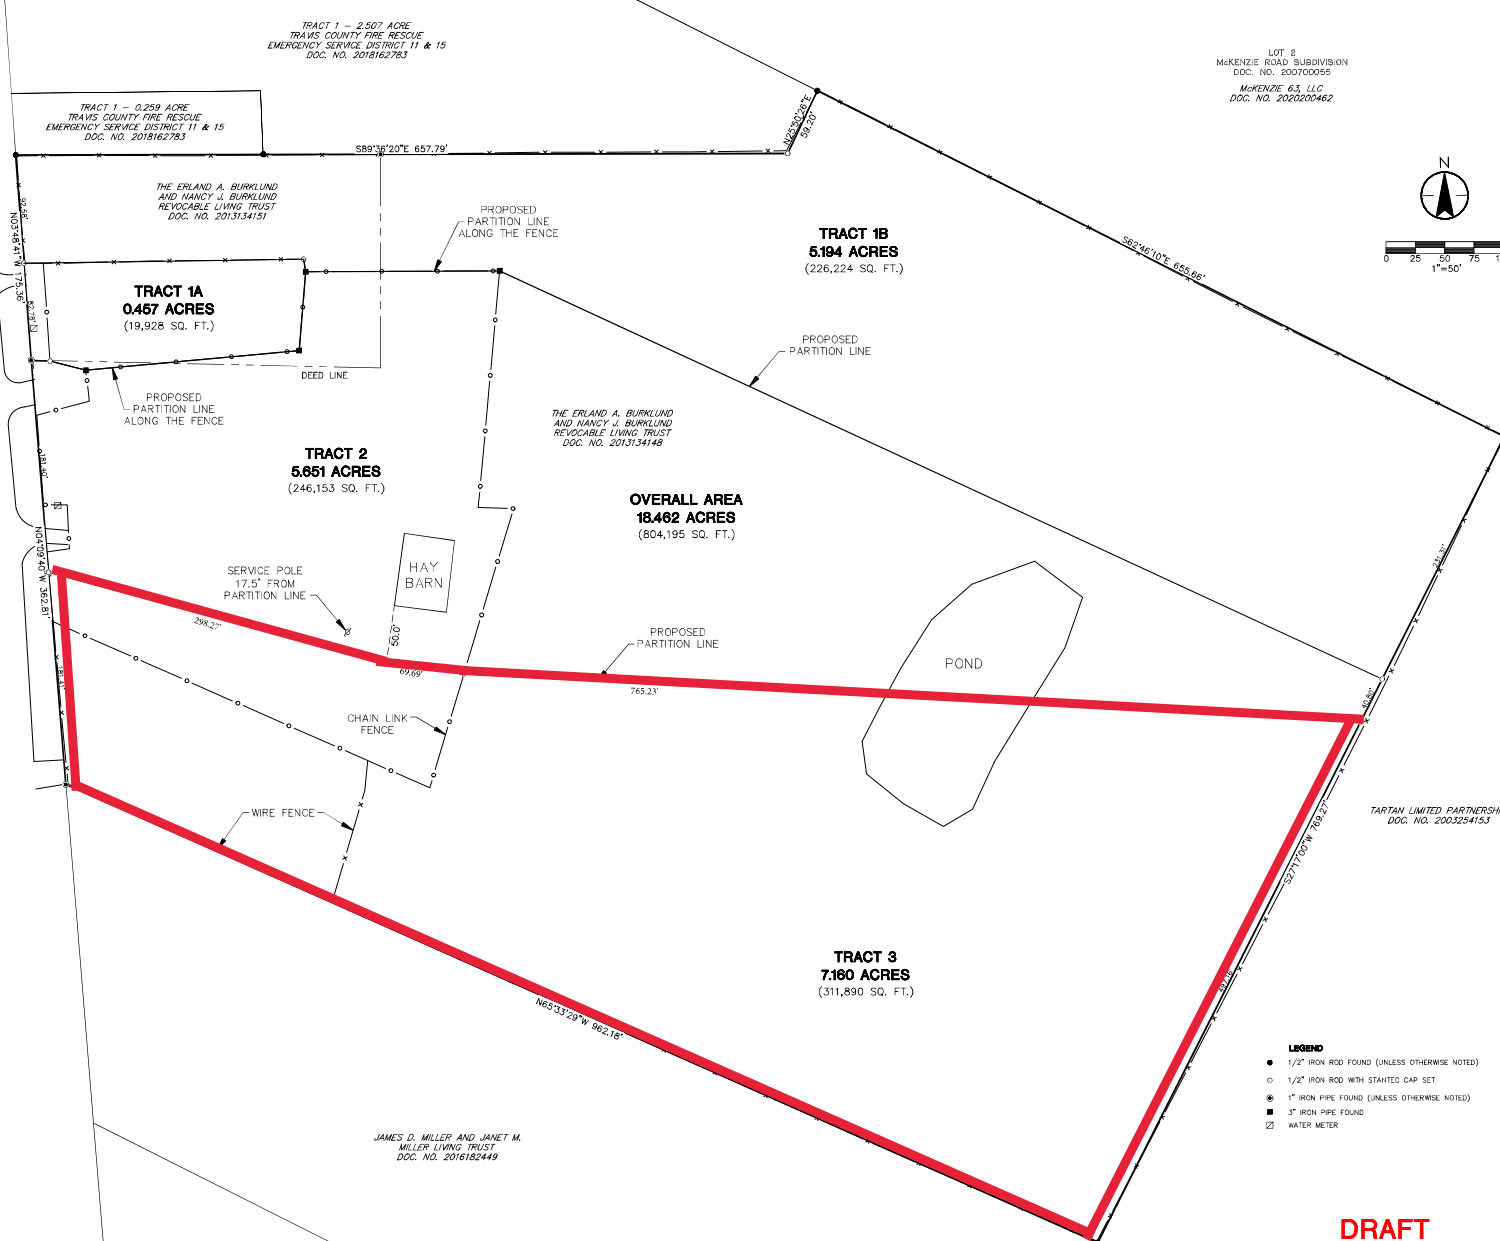 TRACT 1 - 2.507 ACRE
TRAVIS COUNTY FIRE RESCUE
EMERGENCY SERVICE DISTRICT 11 & 15
DOC. NO. 2018162783
LOT 2
McKENZIE ROAD SUBDIVISION
DOC. NO. 200700055
McKENZIE 63, LLC
DOC. NO. 2020200462
TRACT 1 - 0.259 ACRE
TRAVIS COUNTY FIRE RESCUE
EMERGENCY SERVICE DISTRICT 11 & 15
DOC. NO. 2018162783
N25°50'26"E
59.20'
S89°36'20"E 657.79'
N
0 25 50 75
1"=50'
THE ERLAND A. BURKLUND
AND NANCY J. BURKLUND
REVOCABLE LIVING TRUST
DOC. NO. 2013134151
92.58'
N03°48'41"W 175.36'
82.78'
PROPOSED
PARTITION LINE
ALONG THE FENCE
TRACT 1B
5.194 ACRES
(226,224 SQ. FT.)
S62°46'10"E 655.66'
TRACT 1A
0.457 ACRES
(19,928 SQ. FT.)
PROPOSED
PARTITION LINE
DEED LINE
PROPOSED
PARTITION LINE
ALONG THE FENCE
THE ERLAND A. BURKLUND
AND NANCY J. BURKLUND
REVOCABLE LIVING TRUST
DOC. NO. 2013134148
TRACT 2
5.651 ACRES
(246,153 SQ. FT.)
181.40'
OVERALL AREA
18.462 ACRES
(804,195 SQ. FT.)
N04°09'40"W 362.81'
HAY
BARN
SERVICE POLE
17.5' FROM
PARTITION LINE
231.31'
298.27'
50.0'
PROPOSED
PARTITION LINE
POND
69.69'
181.41'
765.23'
40.80'
CHAIN LINK
FENCE
WIRE FENCE
TARTAN LIMITED PARTNERSHI
DOC. NO. 2003254153
S27°17'00"W 769.27'
TRACT 3
7.160 ACRES
(311,890 SQ. FT.)
N65°33'29"W 962.18'
LEGEND
1/2" IRON ROD FOUND (UNLESS OTHERWISE NOTED)
1/2" IRON ROD WITH STANTEC CAP SET
1" IRON PIPE FOUND (UNLESS OTHERWISE NOTED)
3" IRON PIPE FOUND
WATER METER
JAMES D. MILLER AND JANET M.
MILLER LIVING TRUST
DOC. NO. 2016182449
DRAFT